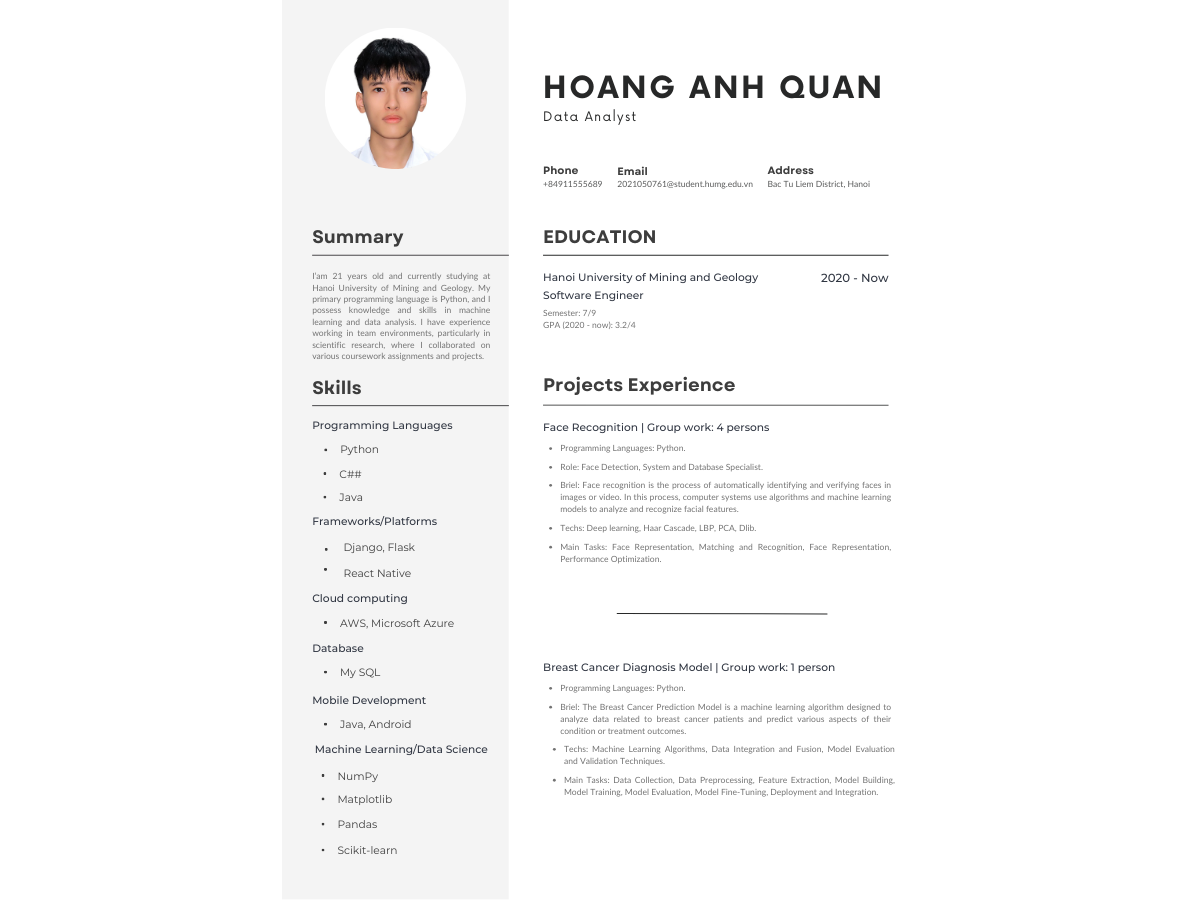 HOANG ANH QUAN
Data Analyst
Phone
+84911555689
Email
2021050761@student.humg.edu.vn
Address
Bac Tu Liem District, Hanoi
Summary
I'am 21 years old and currently studying at
Hanoi University of Mining and Geology. My
primary programming language is Python, and I
possess knowledge and skills in machine
learning and data analysis. I have experience
working in team environments, particularly in
scientific research, where I collaborated on
various coursework assignments and projects.
Skills
Programming Languages
• Python
• C##
• Java
Frameworks/Platforms
• Django, Flask
• React Native
Cloud computing
• AWS, Microsoft Azure
Database
• My SQL
Mobile Development
• Java, Android
Machine Learning/Data Science
• NumPy
• Matplotlib
• Pandas
• Scikit-learn
EDUCATION
Hanoi University of Mining and Geology 2020 - Now
Software Engineer
Semester: 7/9
GPA (2020 - now): 3.2/4
Projects Experience
Face Recognition | Group work: 4 persons
• Programming Languages: Python.
• Role: Face Detection, System and Database Specialist.
• Briel: Face recognition is the process of automatically identifying and verifying faces in
images or video. In this process, computer systems use algorithms and machine learning
models to analyze and recognize facial features.
• Techs: Deep learning, Haar Cascade, LBP, PCA, Dlib.
• Main Tasks: Face Representation, Matching and Recognition, Face Representation,
Performance Optimization.
Breast Cancer Diagnosis Model | Group work: 1 person
• Programming Languages: Python.
• Briel: The Breast Cancer Prediction Model is a machine learning algorithm designed to
analyze data related to breast cancer patients and predict various aspects of their
condition or treatment outcomes.
• Techs: Machine Learning Algorithms, Data Integration and Fusion, Model Evaluation
and Validation Techniques.
• Main Tasks: Data Collection, Data Preprocessing, Feature Extraction, Model Building,
Model Training, Model Evaluation, Model Fine-Tuning, Deployment and Integration.